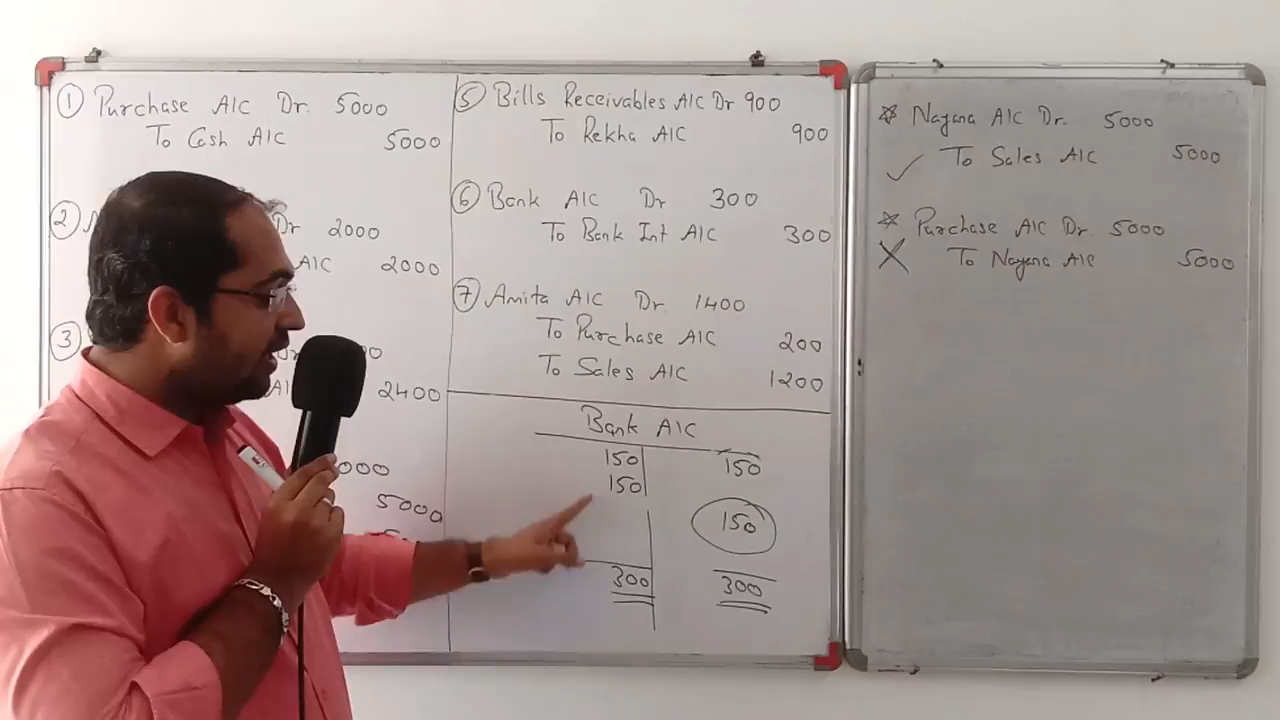 ① Purchase A/C Dr. 5000
To Cash A/C 5000
② Dr 2000
A/C 2000
③
2400
000
5000
⑤ Bills Receivables A/C Dr 900
To Rekha A/C 900
⑥ Bank A/C Dr 300
To Bank Int A/C 300
⑦ Amita A/C Dr. 1400
To Purchase A/C 200
To Sales A/C 1200
Bank A/C
150 150
150
150
300 300
☆ Nayana A/C Dr. 5000
✓ To Sales A/C 5000
☆ Purchase A/C Dr. 5000
X To Nayana A/C 5000